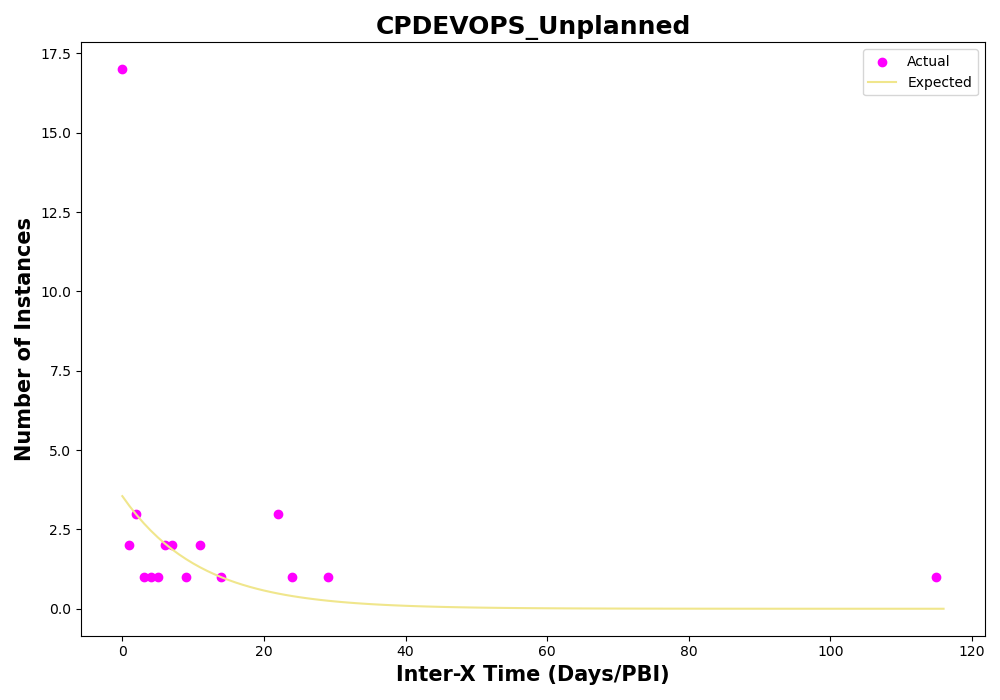 CPDEVOPS_Unplanned
Number of Instances
17.5
15.0
12.5
10.0
7.5
5.0
2.5
0.0
Actual
Expected
0 20 40 60 80 100 120
Inter-X Time (Days/PBI)